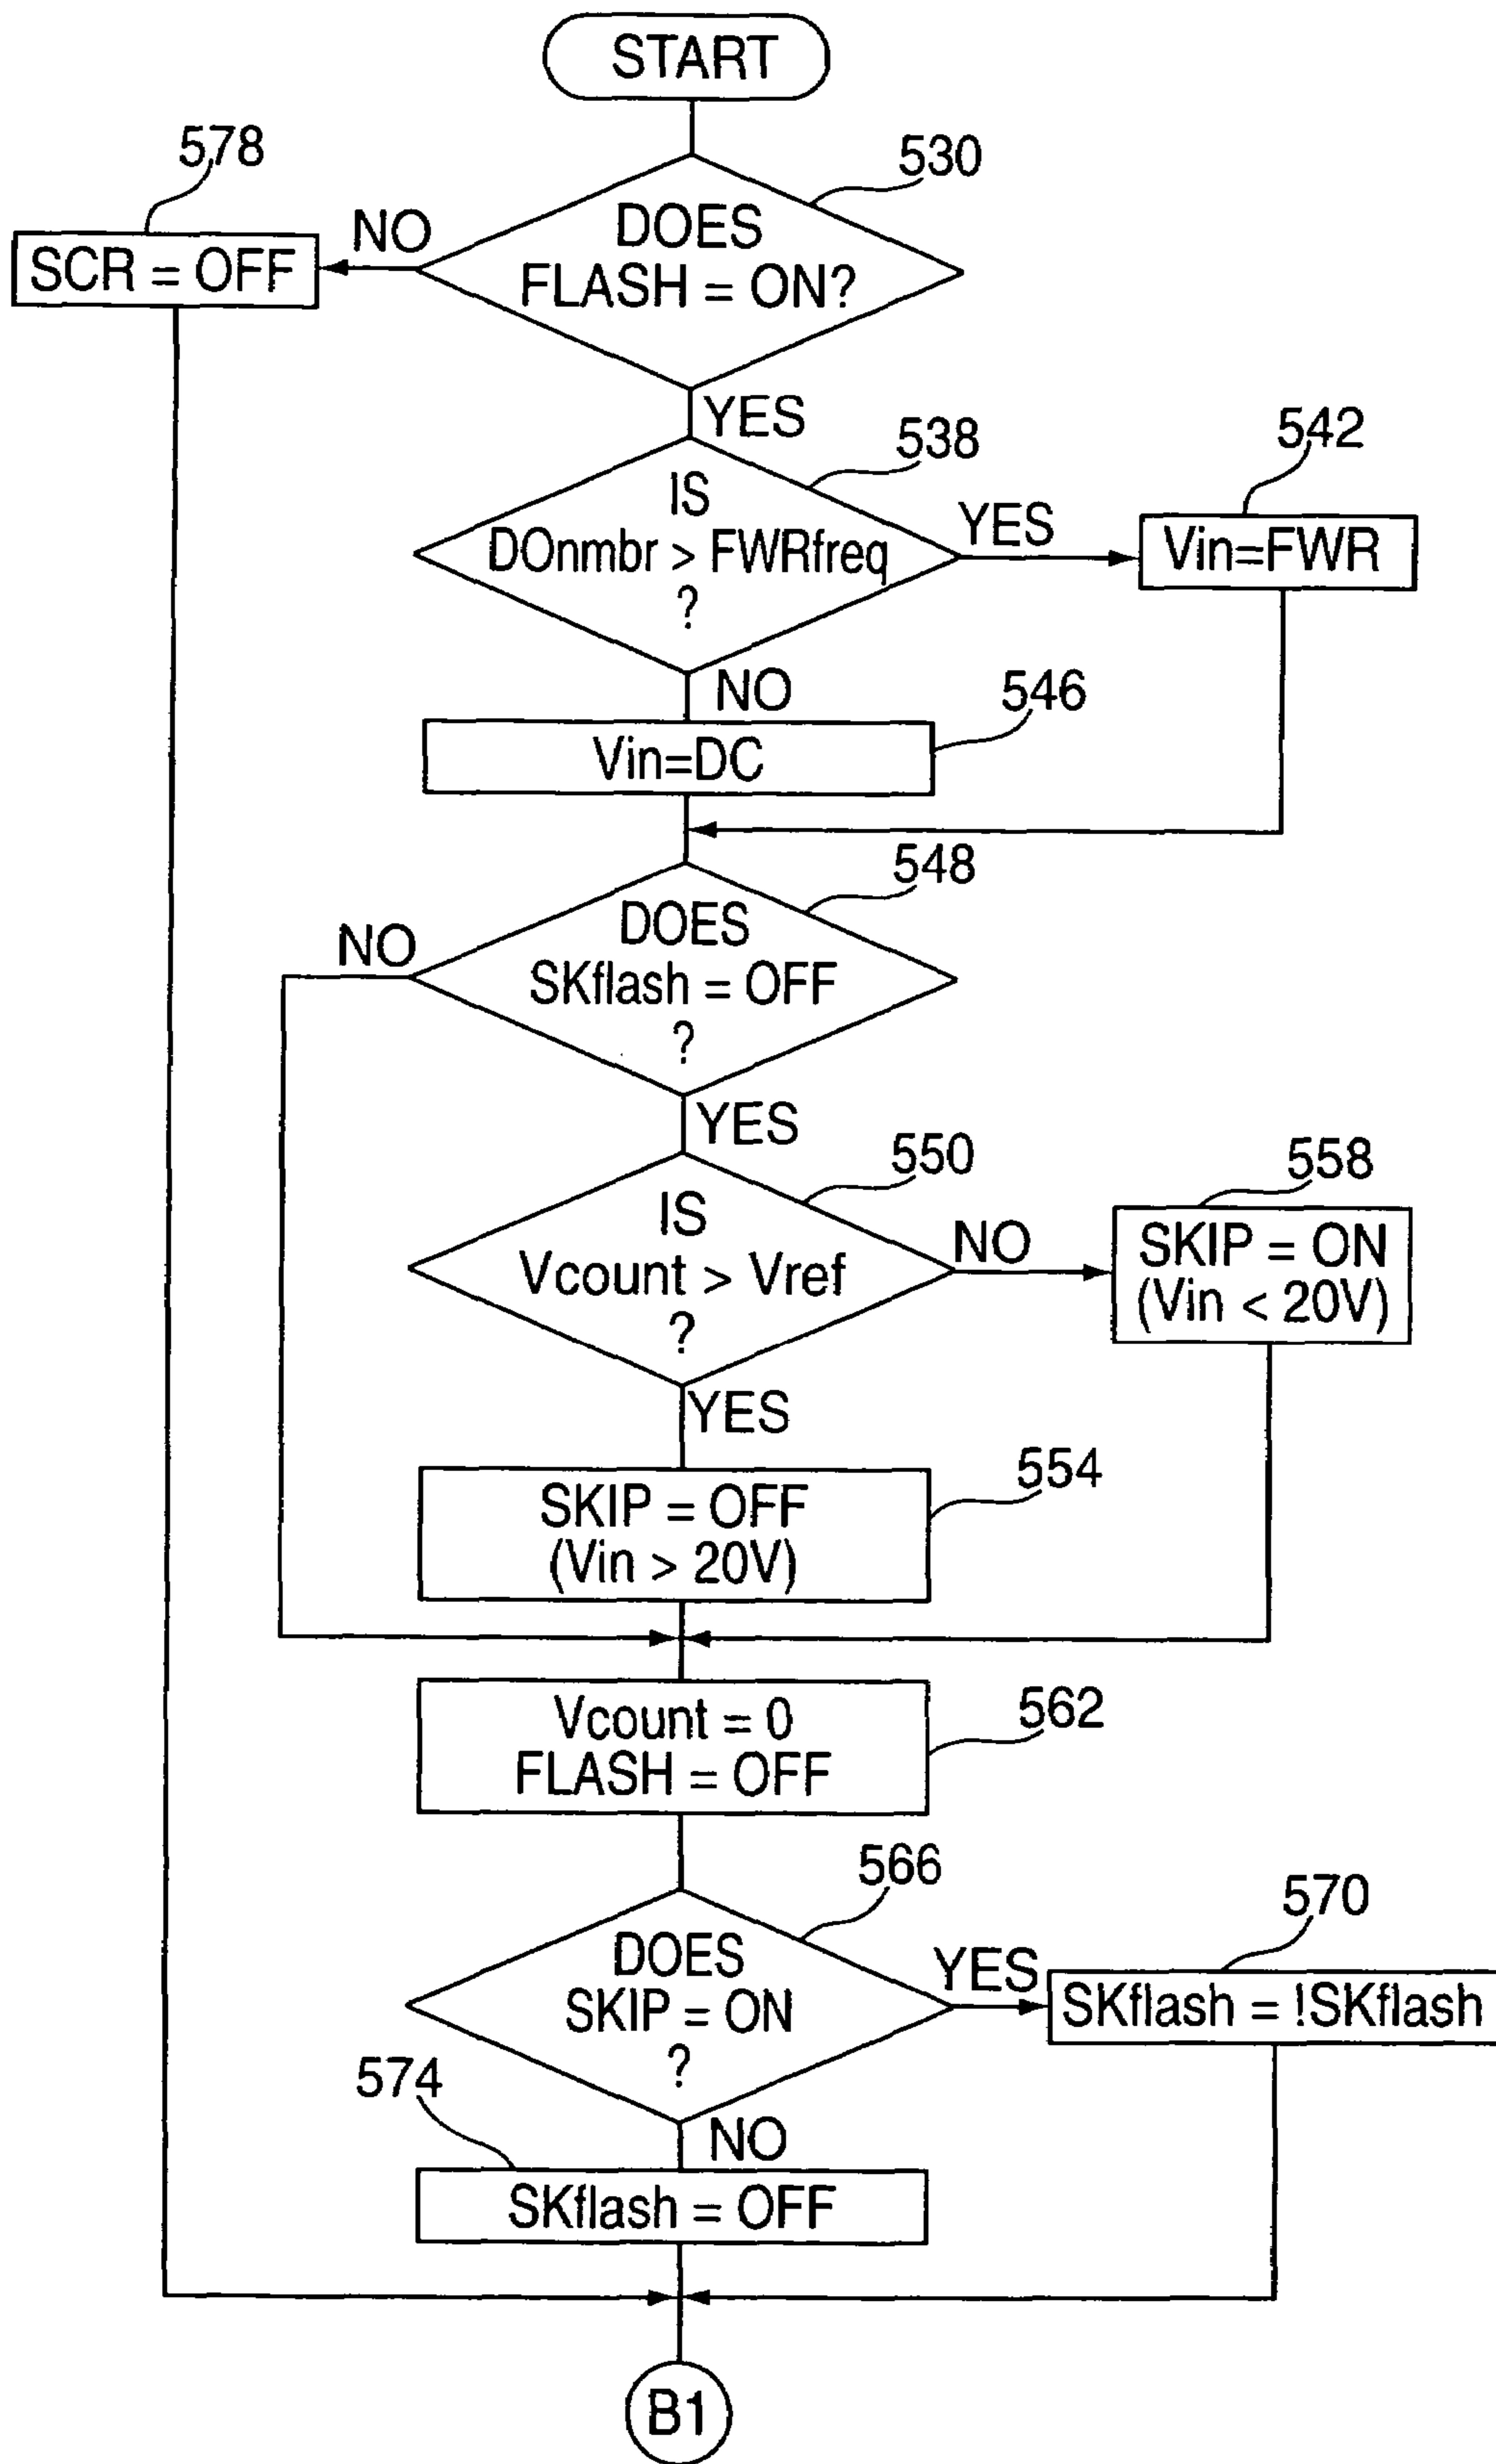 START
578
530
NO
DOES
FLASH = ON?
SCR = OFF
YES
538
542
IS
DOnmbr > FWRfreq
?
YES
Vin=FWR
NO
546
Vin=DC
548
NO
DOES
SKflash = OFF
?
YES
550
558
IS
Vcount > Vref
?
NO
SKIP = ON
(Vin < 20V)
YES
554
SKIP = OFF
(Vin > 20V)
Vcount = 0
FLASH = OFF
562
566
570
DOES
SKIP = ON
?
YES
SKflash = !SKflash
574
NO
SKflash = OFF
B1